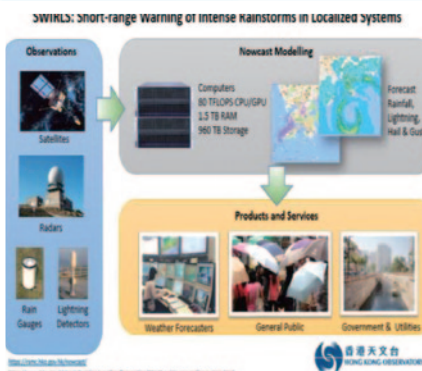 SWIRLS: Short-range Warning of Intense Rainstorms in Localized Systems
Observations
Satellites
Radars
Rain
Gauges
Lightning
Detectors
Nowcast Modelling
Computers
80 TFLOPS CPU/GPU
1.5 TB RAM
960 TB Storage
Forecast
Rainfall,
Lightning,
Hail & Gust
Products and Services
Weather Forecasters
General Public
Government & Utilities
香港天文台
HONG KONG OBSERVATORY